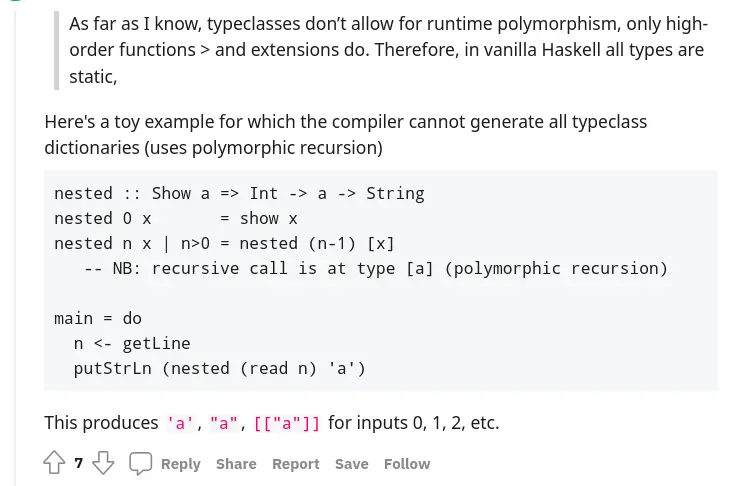 As far as I know, typeclasses don’t allow for runtime polymorphism, only high-
order functions > and extensions do. Therefore, in vanilla Haskell all types are
static,
Here's a toy example for which the compiler cannot generate all typeclass
dictionaries (uses polymorphic recursion)
nested :: Show a => Int -> a -> String
nested 0 x       = show x
nested n x | n>0 = nested (n-1) [x]
   -- NB: recursive call is at type [a] (polymorphic recursion)
main = do
  n <- getLine
  putStrLn (nested (read n) 'a')
This produces 'a', "a", [["a"]] for inputs 0, 1, 2, etc.
7 Reply Share Report Save Follow